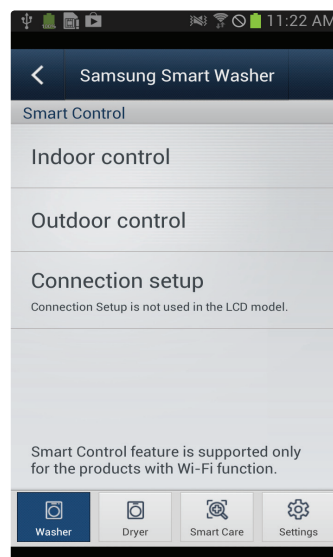 11:22 AM
Samsung Smart Washer
Smart Control
Indoor control
Outdoor control
Connection setup
Connection Setup is not used in the LCD model.
Smart Control feature is supported only
for the products with Wi-Fi function.
Washer Dryer Smart Care Settings